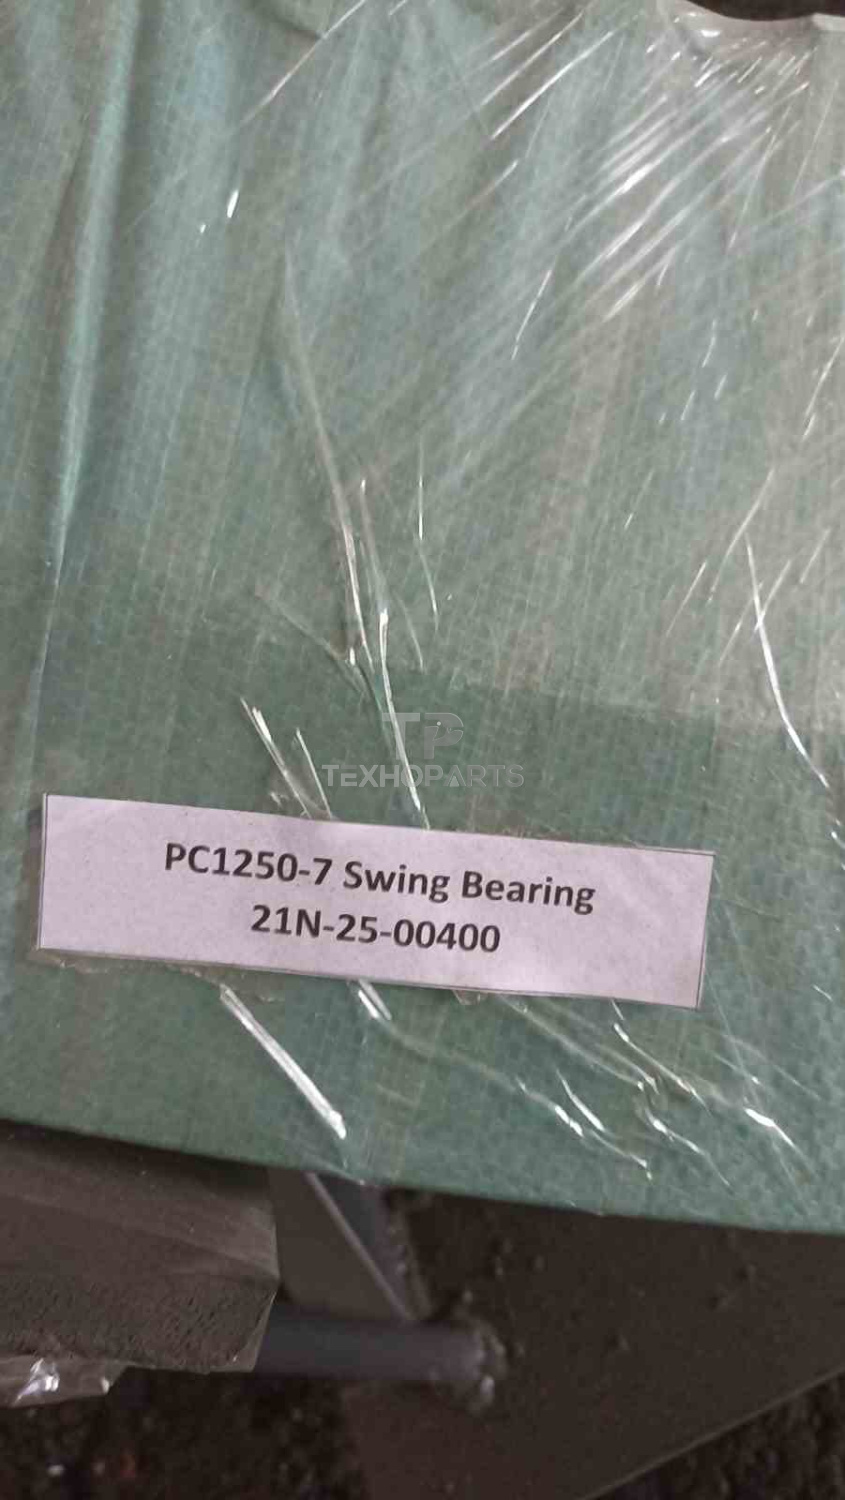 TP
TEXHOPARTS
PC1250-7 Swing Bearing
21N-25-00400